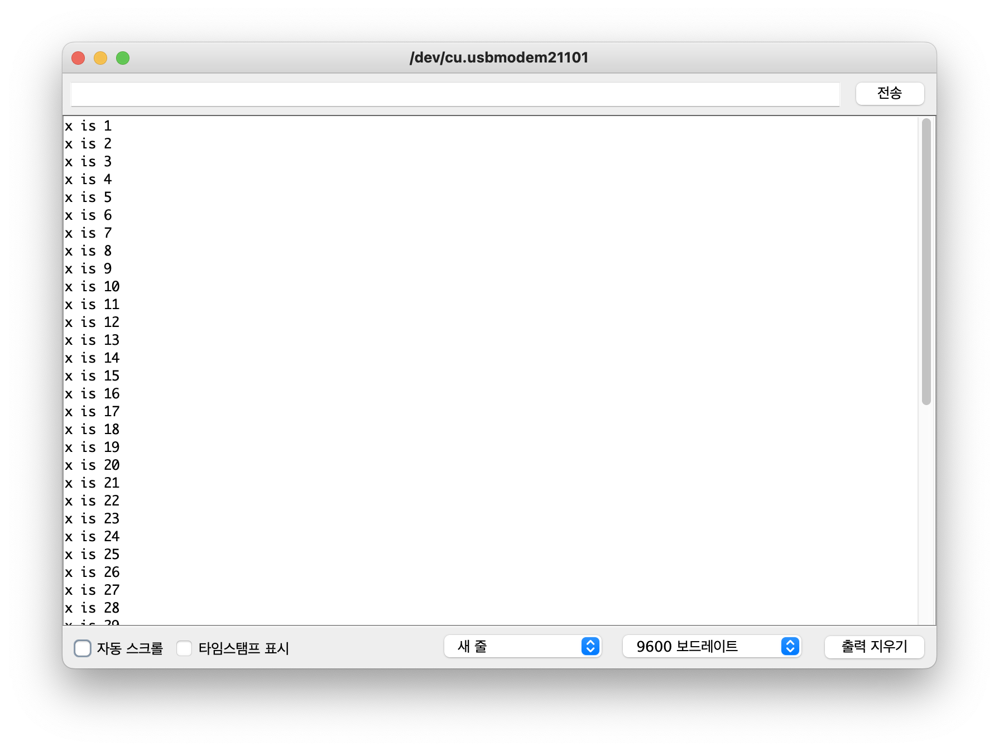 /dev/cu.usbmodem21101
전송
x is 1
x is 2
x is 3
x is 4
x is 5
x is 6
x is 7
x is 8
x is 9
x is 10
x is 11
x is 12
x is 13
x is 14
x is 15
x is 16
x is 17
x is 18
x is 19
x is 20
x is 21
x is 22
x is 23
x is 24
x is 25
x is 26
x is 27
x is 28
x is 29
자동 스크롤 타임스탬프 표시 새 줄 9600 보드레이트 출력 지우기